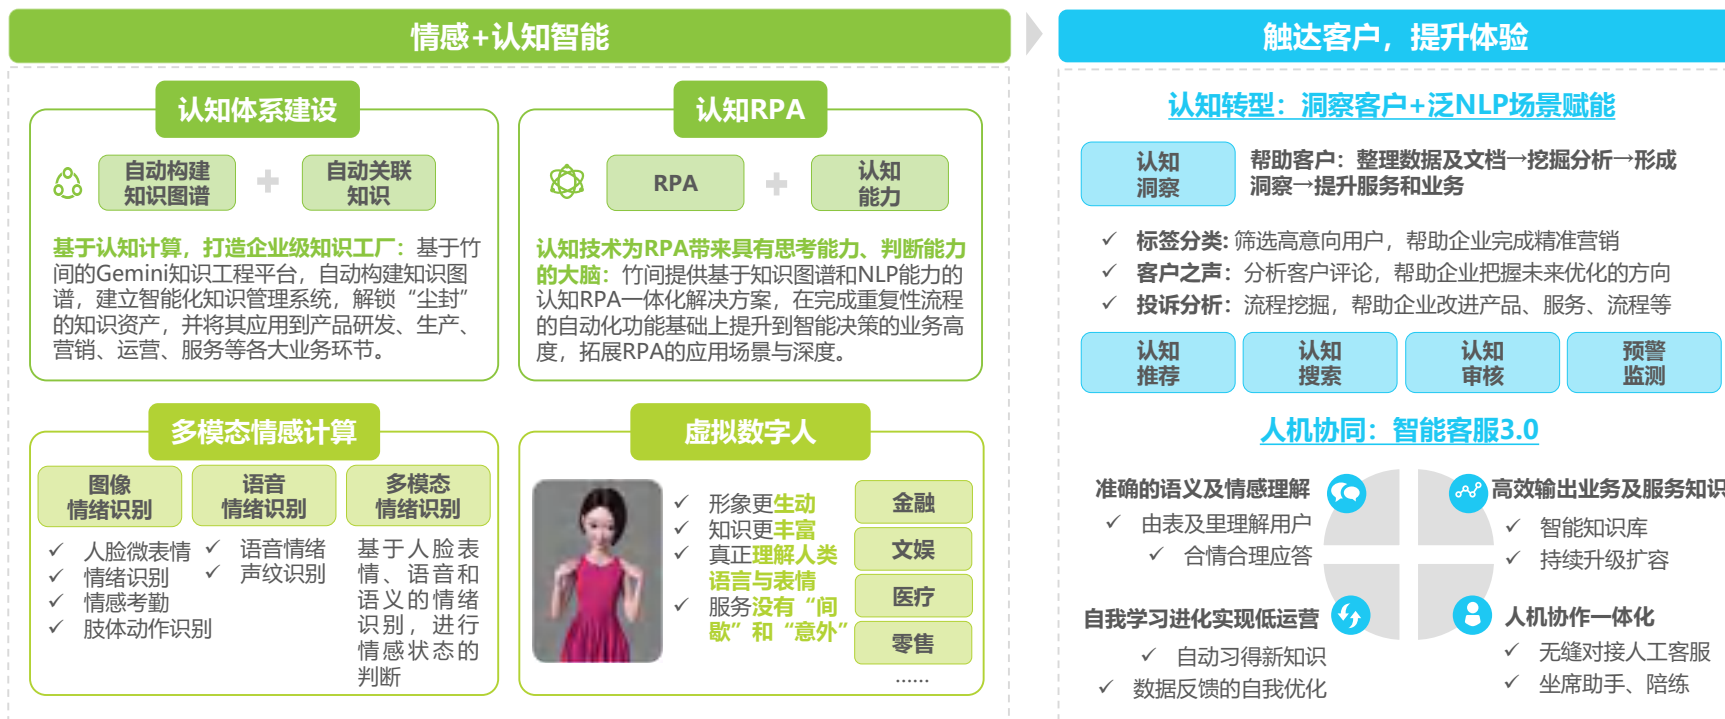 情感+认知智能
认知体系建设
自动构建
知识图谱
+
自动关联
知识
基于认知计算，打造企业级知识工厂：基于竹
间的Gemini知识工程平台，自动构建知识图
谱，建立智能化知识管理系统，解锁“尘封”
的知识资产，并将其应用到产品研发、生产、
营销、运营、服务等各大业务环节。
认知RPA
RPA
+
认知
能力
认知技术为RPA带来具有思考能力、判断能力
的大脑：竹间提供基于知识图谱和NLP能力的
认知RPA一体化解决方案，在完成重复性流程
的自动化功能基础上提升到智能决策的业务高
度，拓展RPA的应用场景与深度。
多模态情感计算
图像
情绪识别
✓ 人脸微表情
✓ 情绪识别
✓ 情感考勤
✓ 肢体动作识别
语音
情绪识别
✓ 语音情绪
✓ 声纹识别
多模态
情绪识别
基于人脸表
情、语音和
语义的情绪
识别，进行
情感状态的
判断
虚拟数字人
✓ 形象更生动
✓ 知识更丰富
✓ 真正理解人类
语言与表情
✓ 服务没有“间
歇”和“意外”
金融
文娱
医疗
零售
……
触达客户，提升体验
认知转型：洞察客户+泛NLP场景赋能
认知
洞察
帮助客户：整理数据及文档→挖掘分析→形成
洞察→提升服务和业务
✓ 标签分类: 筛选高意向用户，帮助企业完成精准营销
✓ 客户之声：分析客户评论，帮助企业把握未来优化的方向
✓ 投诉分析：流程挖掘，帮助企业改进产品、服务、流程等
认知
推荐
认知
搜索
认知
审核
预警
监测
人机协同：智能客服3.0
准确的语义及情感理解
✓ 由表及里理解用户
✓ 合情合理应答
高效输出业务及服务知识
✓ 智能知识库
✓ 持续升级扩容
自我学习进化实现低运营
✓ 自动习得新知识
✓ 数据反馈的自我优化
人机协作一体化
✓ 无缝对接人工客服
✓ 坐席助手、陪练